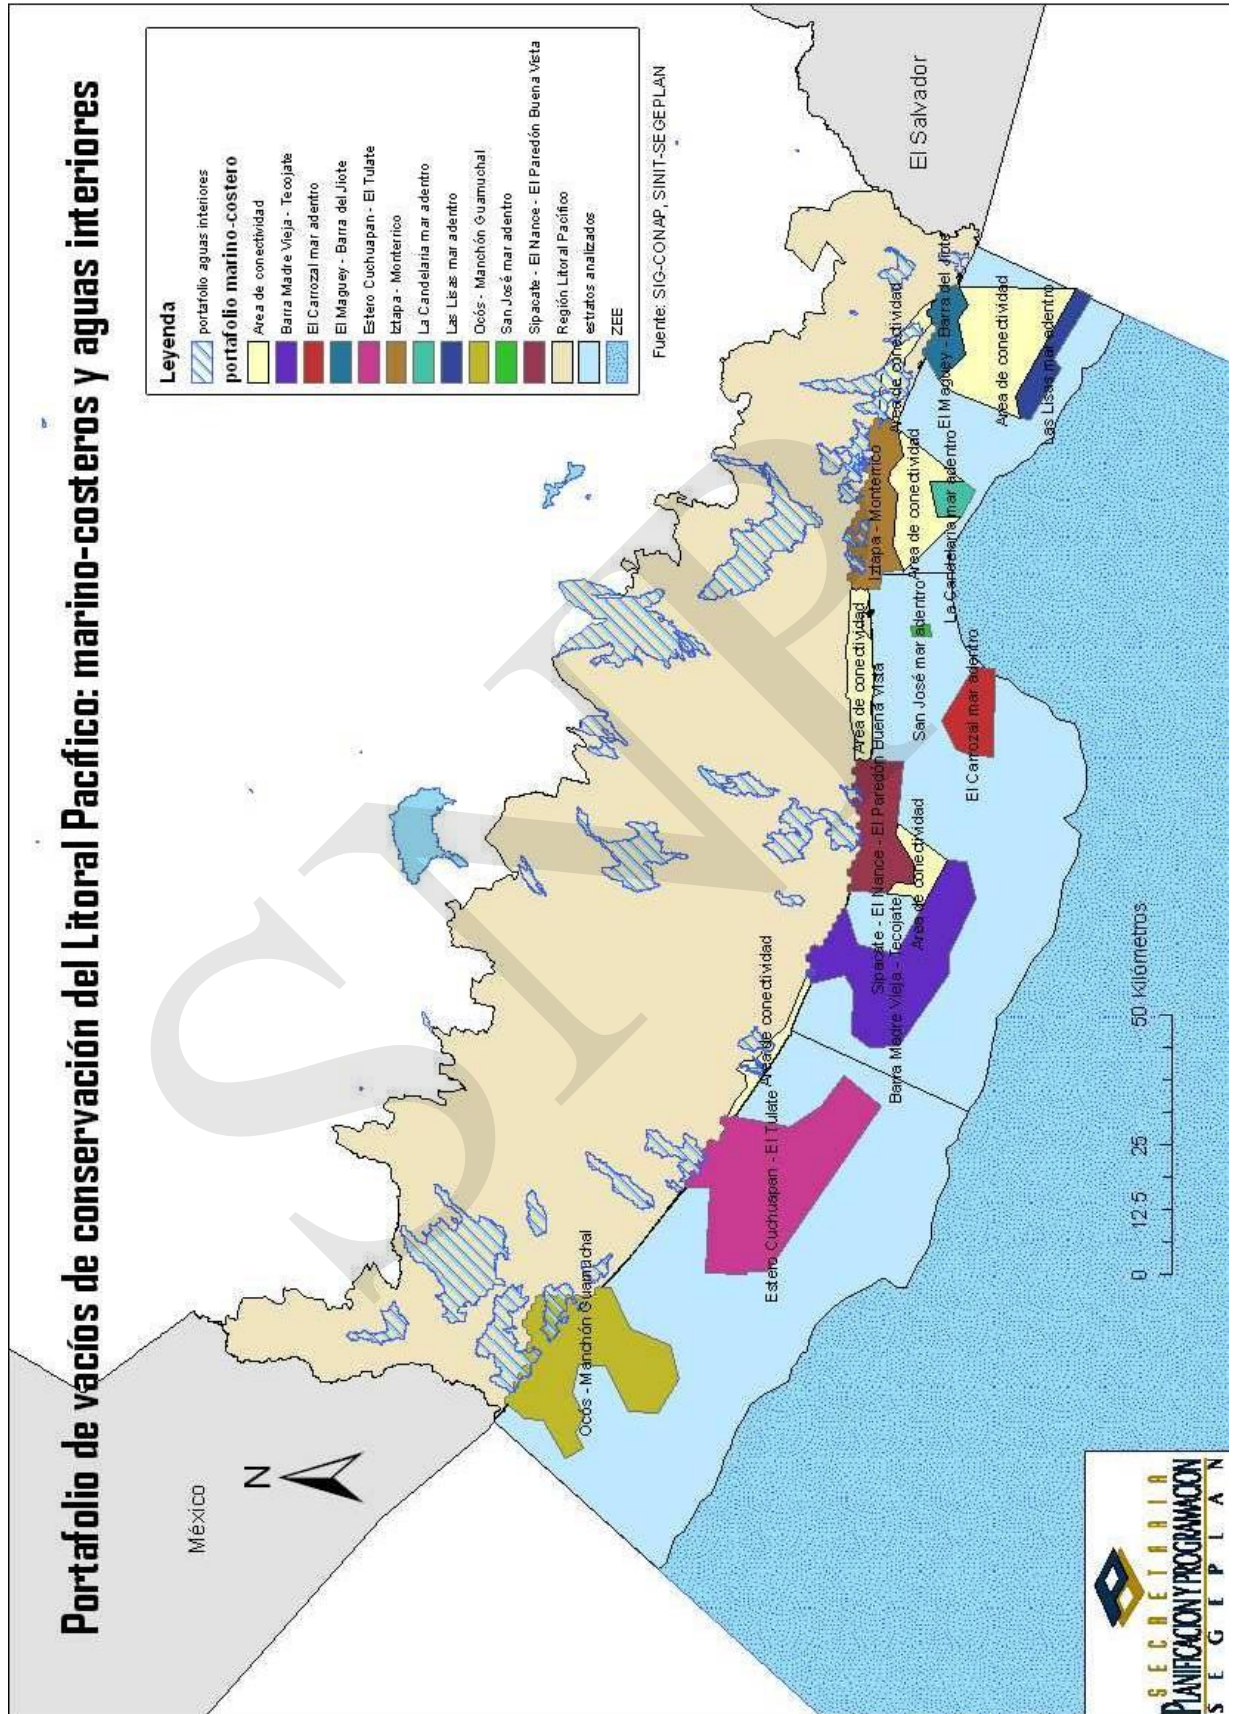 Portafolio de vacíos de conservación del Litoral Pacífico: marino-costeros y aguas interiores
Leyenda
portafolio aguas interiores
portafolio marino-costero
Area de conectividad
Barra Madre Vieja - Tecojate
El Carrozal mar adentro
El Maguey - Barra del Jiote
Estero Cuchuapan - El Tulate
Iztapa - Monterrico
La Candelaria mar adentro
Las Lisas mar adentro
Ocós - Manchón Guamuchal
San José mar adentro
Sipacate - El Nance - El Paredón Buena Vista
Región Litoral Pacífico
estratos analizados
ZEE
Fuente: SIG-CONAP, SINIT-SEGEPLAN
México
N
El Salvador
Ocós - Manchón Guamuchal
Estero Cuchuapan - El Tulate
Area de conectividad
Barra Madre Vieja - Tecojate
Sipacate - El Nance - El Paredón Buena Vista
Area de conectividad
Area de conectividad
El Carrozal mar adentro
San José mar adentro
Iztapa - Monterrico
Area de conectividad
La Candelaria mar adentro
Area de conectividad
El Maguey - Barra del Jiote
Area de conectividad
Las Lisas mar adentro
0 12.5 25 50 Kilómetros
SNP
SECRETARIA
PLANIFICACION Y PROGRAMACION
SEGEPLAN